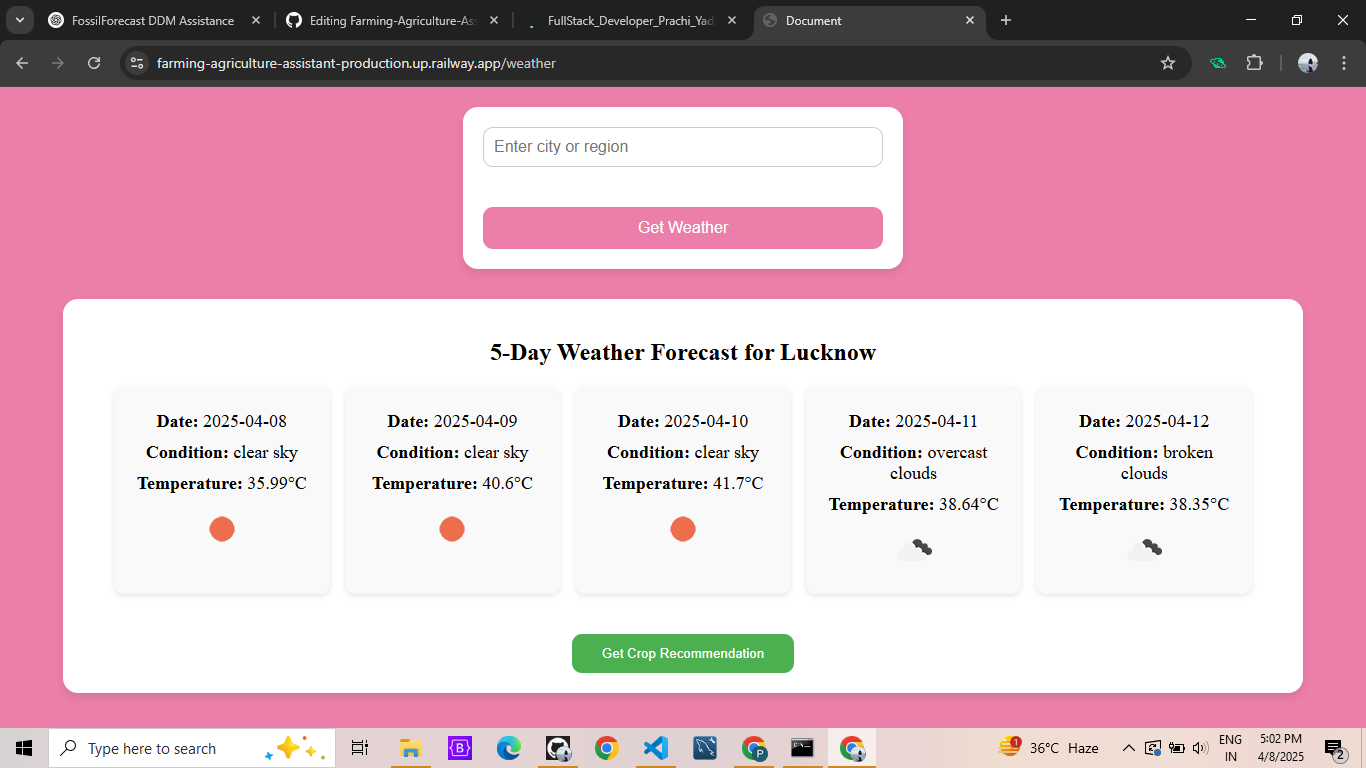 FossilForecast DDM Assistance
Editing Farming-Agriculture-As
FullStack_Developer_Prachi_Yad
Document
farming-agriculture-assistant-production.up.railway.app/weather
Enter city or region
Get Weather
5-Day Weather Forecast for Lucknow
Date: 2025-04-08
Condition: clear sky
Temperature: 35.99°C
Date: 2025-04-09
Condition: clear sky
Temperature: 40.6°C
Date: 2025-04-10
Condition: clear sky
Temperature: 41.7°C
Date: 2025-04-11
Condition: overcast
clouds
Temperature: 38.64°C
Date: 2025-04-12
Condition: broken
clouds
Temperature: 38.35°C
Get Crop Recommendation
Type here to search
B
P
1
36°C Haze
ENG
IN
5:02 PM
4/8/2025
2